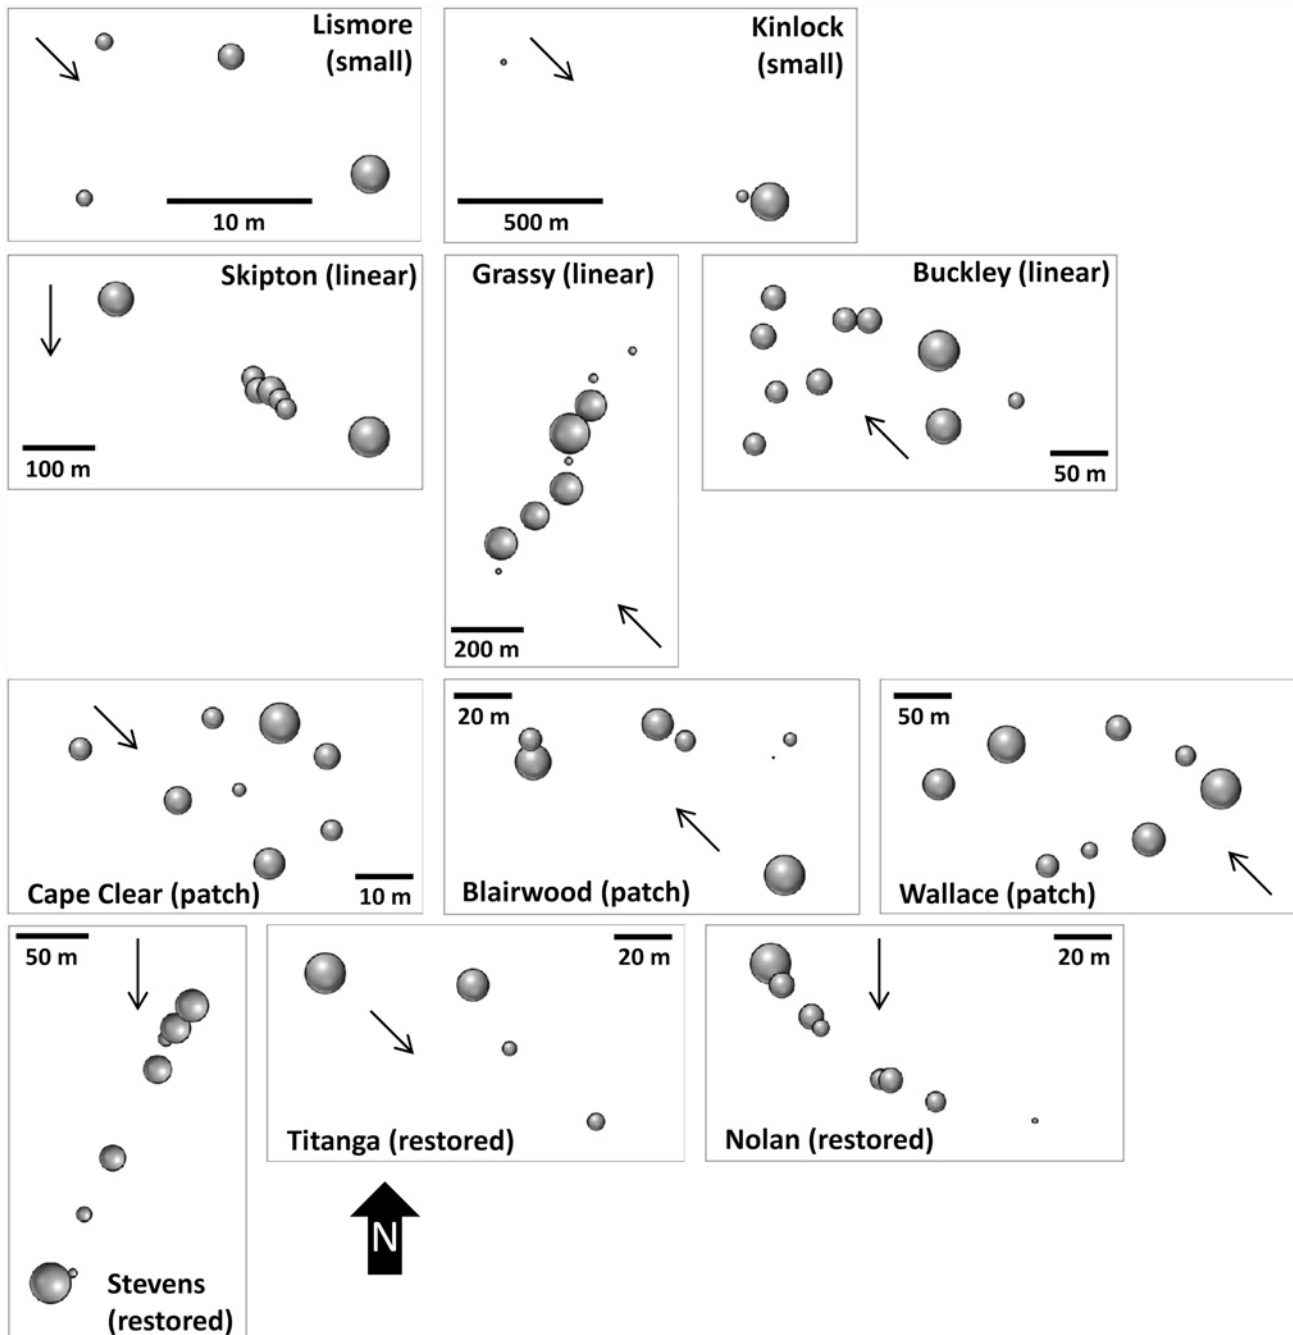 Lismore
(small)
10 m
Kinlock
(small)
500 m
Skipton (linear)
100 m
Grassy (linear)
200 m
Buckley (linear)
50 m
Cape Clear (patch)
10 m
20 m
Blairwood (patch)
50 m
Wallace (patch)
50 m
Stevens
(restored)
20 m
Titanga (restored)
20 m
Nolan (restored)
N